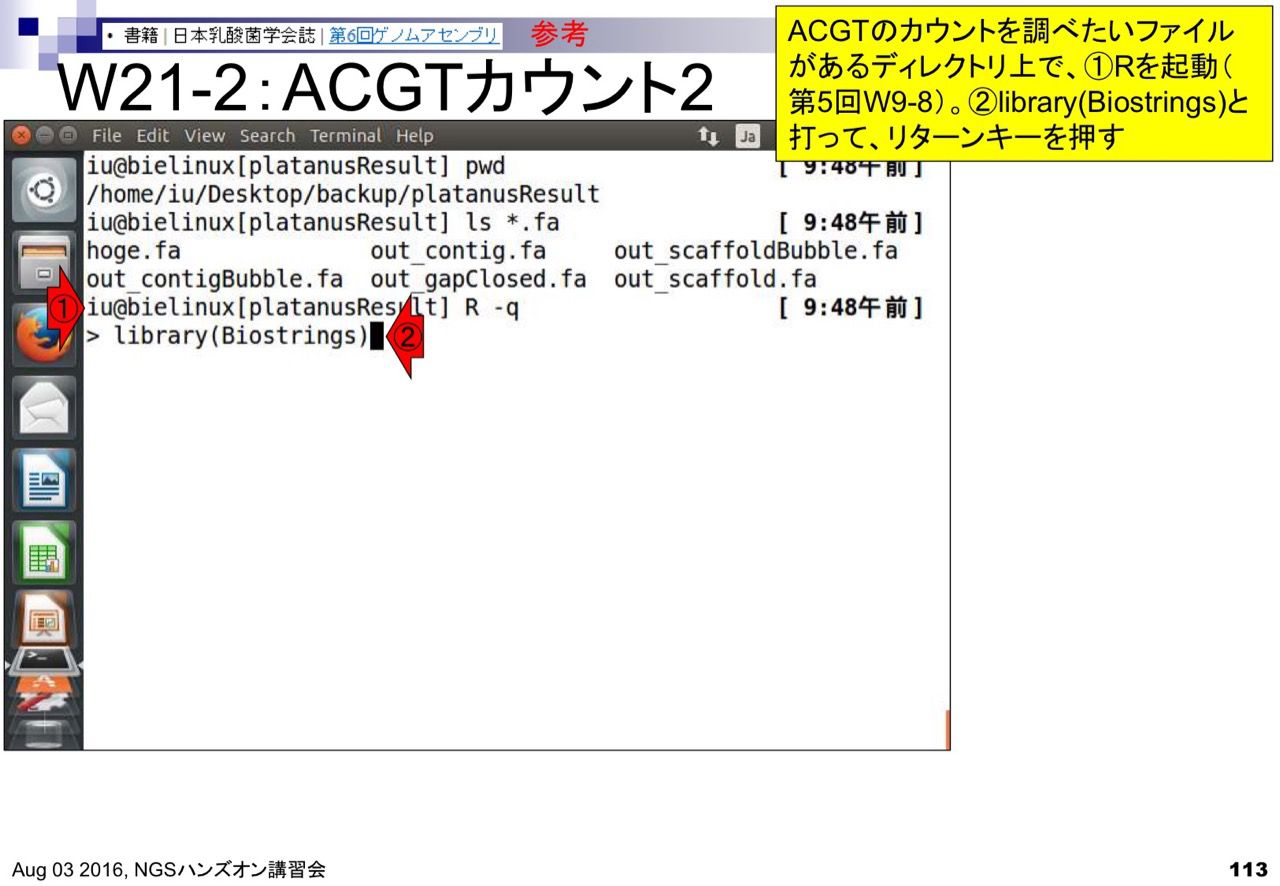 ・ 書籍 | 日本乳酸菌学会誌 | 第6回ゲノムアセンブリ 参考
W21-2：ACGTカウント2
ACGTのカウントを調べたいファイル
があるディレクトリ上で、①Rを起動（
第5回W9-8）。②library(Biostrings)と
打って、リターンキーを押す
File Edit View Search Terminal Help Ja
iu@bielinux[platanusResult] pwd [ 9:48午前]
/home/iu/Desktop/backup/platanusResult
iu@bielinux[platanusResult] ls *.fa [ 9:48午前]
hoge.fa out_contig.fa out_scaffoldBubble.fa
out_contigBubble.fa out_gapClosed.fa out_scaffold.fa
① iu@bielinux[platanusResult] R -q [ 9:48午前]
> library(Biostrings) ②
Aug 03 2016, NGSハンズオン講習会
113